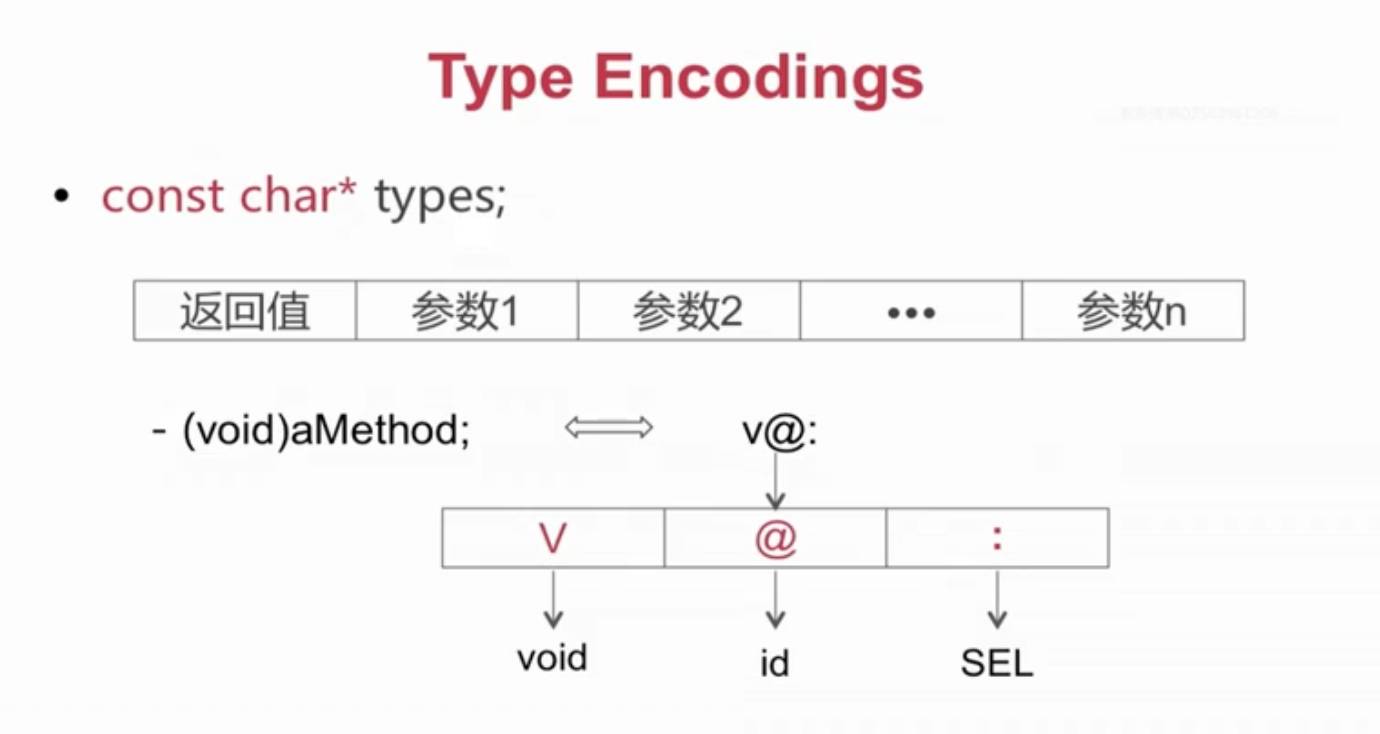 Type Encodings
• const char* types;
返回值 参数1 参数2 ••• 参数n
- (void)aMethod; v@:
V @ :
void id SEL